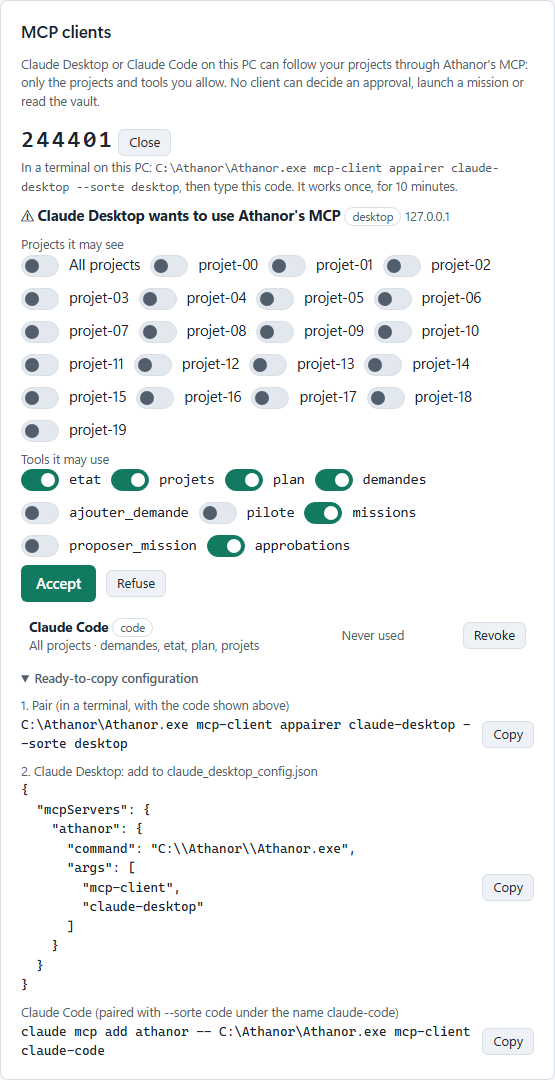 MCP clients
Claude Desktop or Claude Code on this PC can follow your projects through Athanor's MCP:
only the projects and tools you allow. No client can decide an approval, launch a mission or
read the vault.
244401 Close
In a terminal on this PC: C:\Athanor\Athanor.exe mcp-client appairer claude-
desktop --sorte desktop, then type this code. It works once, for 10 minutes.
⚠ Claude Desktop wants to use Athanor's MCP desktop 127.0.0.1
Projects it may see
All projects projet-00 projet-01 projet-02
projet-03 projet-04 projet-05 projet-06
projet-07 projet-08 projet-09 projet-10
projet-11 projet-12 projet-13 projet-14
projet-15 projet-16 projet-17 projet-18
projet-19
Tools it may use
etat projets plan demandes
ajouter_demande pilote missions
proposer_mission approbations
Accept Refuse
Claude Code code
All projects · demandes, etat, plan, projets
Never used
Revoke
▼ Ready-to-copy configuration
1. Pair (in a terminal, with the code shown above)
C:\Athanor\Athanor.exe mcp-client appairer claude-desktop -
-sorte desktop
Copy
2. Claude Desktop: add to claude_desktop_config.json
{
  "mcpServers": {
    "athanor": {
      "command": "C:\\Athanor\\Athanor.exe",
      "args": [
        "mcp-client",
        "claude-desktop"
      ]
    }
  }
}
Copy
Claude Code (paired with --sorte code under the name claude-code)
claude mcp add athanor -- C:\Athanor\Athanor.exe mcp-client
claude-code
Copy